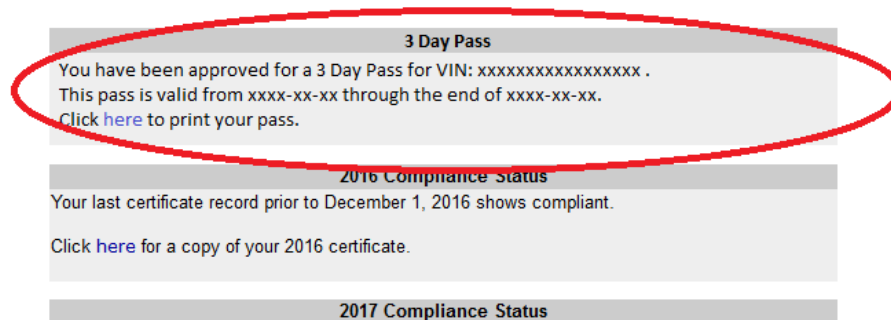 3 Day Pass
You have been approved for a 3 Day Pass for VIN: xxxxxxxxxxxxxxxxx .
This pass is valid from xxxx-xx-xx through the end of xxxx-xx-xx.
Click here to print your pass.
2016 Compliance Status
Your last certificate record prior to December 1, 2016 shows compliant.
Click here for a copy of your 2016 certificate.
2017 Compliance Status